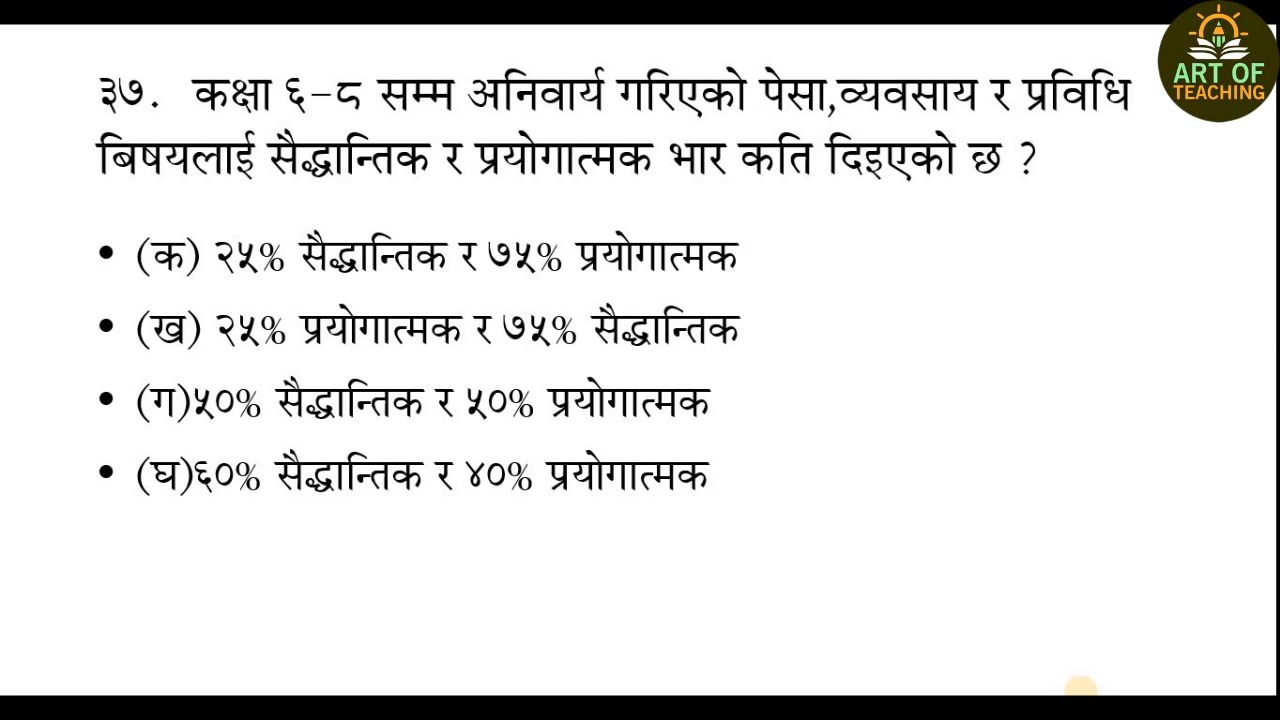 ART OF
TEACHING
३७. कक्षा ६-८ सम्म अनिवार्य गरिएको पेसा,व्यवसाय र प्रविधि
बिषयलाई सैद्धान्तिक र प्रयोगात्मक भार कति दिइएको छ ?
• (क) २५% सैद्धान्तिक र ७५% प्रयोगात्मक
• (ख) २५% प्रयोगात्मक र ७५% सैद्धान्तिक
• (ग)५०% सैद्धान्तिक र ५०% प्रयोगात्मक
• (घ)६०% सैद्धान्तिक र ४०% प्रयोगात्मक